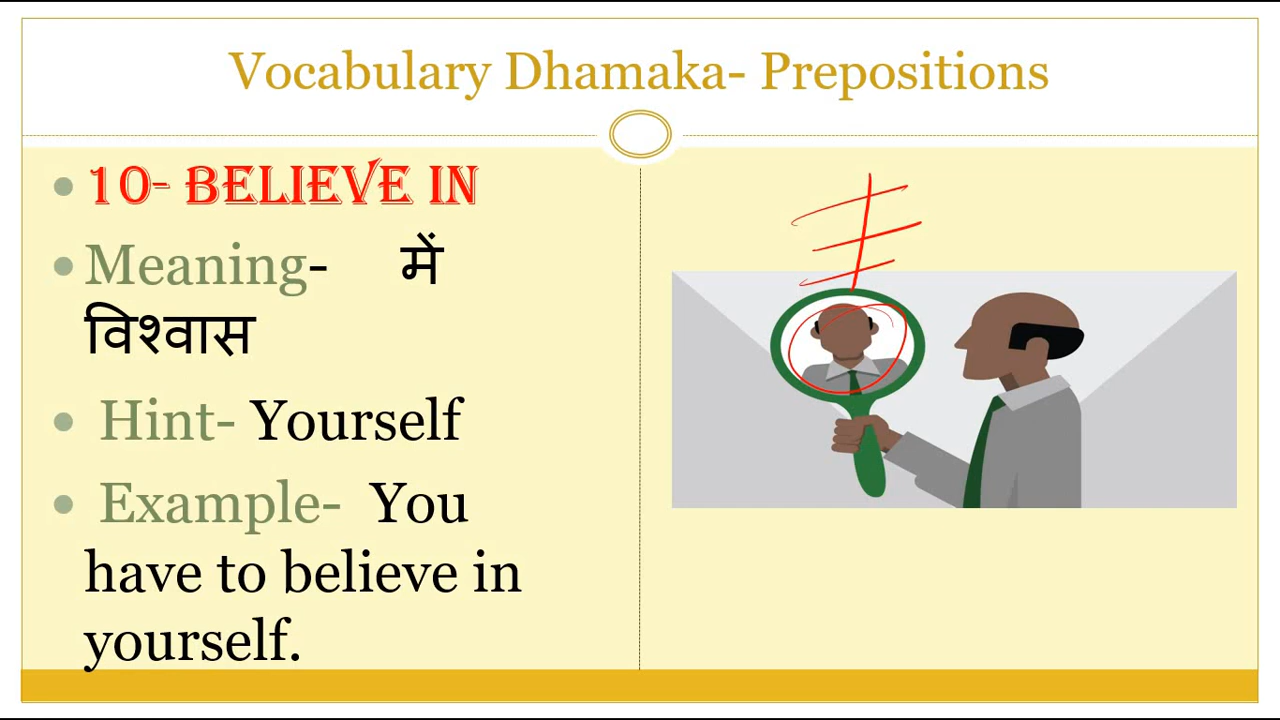 Vocabulary Dhamaka- Prepositions
10- BELIEVE IN
Meaning- में
विश्वास
Hint- Yourself
Example- You
have to believe in
yourself.